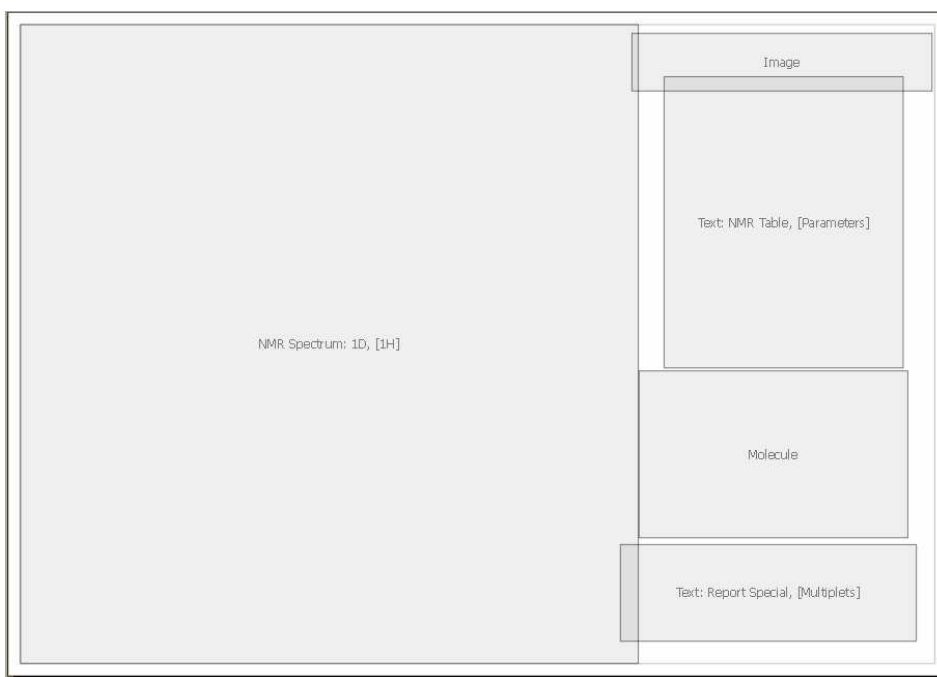 Image
Text: NMR Table, [Parameters]
NMR Spectrum: 1D, [1H]
Molecule
Text: Report Special, [Multiplets]